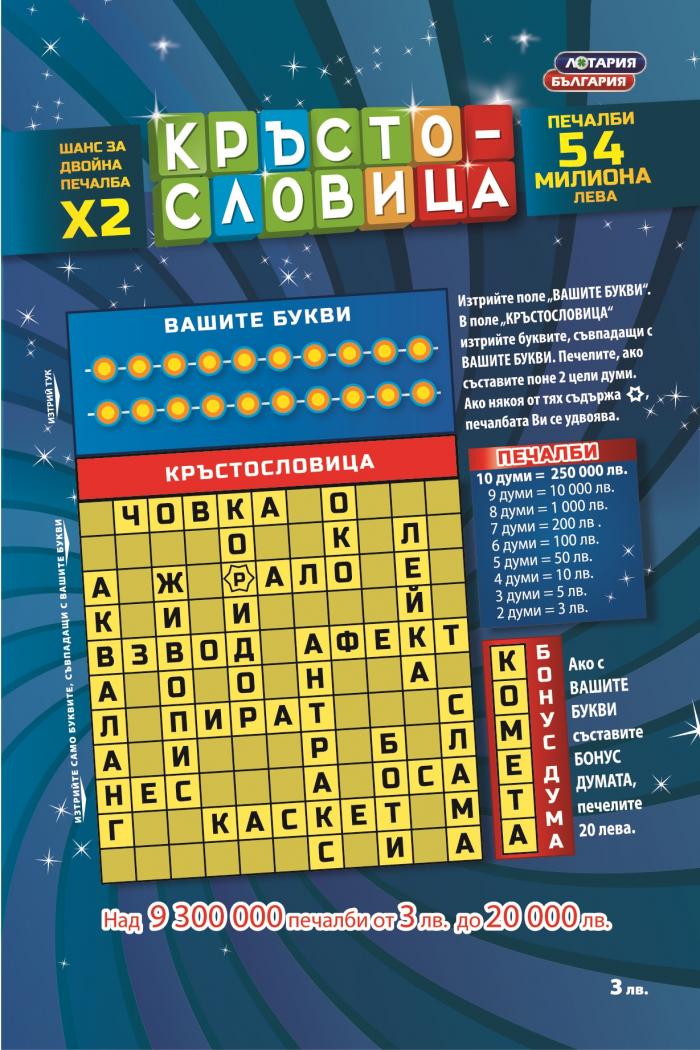 ЛОТАРИЯ
БЪЛГАРИЯ
ШАНС ЗА
ДВОЙНА
ПЕЧАЛБА
X2
КРЪСТО-
СЛОВИЦА
ПЕЧАЛБИ
54
МИЛИОНА
ЛЕВА
Изтрийте поле „ВАШИТЕ БУКВИ“.
В поле „КРЪСТОСЛОВИЦА“
изтрийте буквите, съвпадащи с
ВАШИТЕ БУКВИ. Печелите, ако
съставите поне 2 цели думи.
Ако някоя от тях съдържа ,
печалбата Ви се удвоява.
ВАШИТЕ БУКВИ
ИЗТРИЙ ТУК
КРЪСТОСЛОВИЦА
ИЗТРИЙТЕ САМО БУКВИТЕ, СЪВПАДАЩИ С ВАШИТЕ БУКВИ
Ч О В К А О
О К Л
А Ж Р А Л О Е
К И И Й
В З В О Д А Ф Е К Т
А О О Н А
Л П И Р А Т С
А И Р Б Л
Н Е С А О С А
Г К А С К Е Т М
С И А
ПЕЧАЛБИ
10 думи = 250 000 лв.
9 думи = 10 000 лв.
8 думи = 1 000 лв.
7 думи = 200 лв .
6 думи = 100 лв.
5 думи = 50 лв.
4 думи = 10 лв.
3 думи = 5 лв.
2 думи = 3 лв.
КОМЕТА
БОНУС ДУМА
Ако с
ВАШИТЕ
БУКВИ
съставите
БОНУС
ДУМАТА,
печелите
20 лева.
Над 9 300 000 печалби от 3 лв. до 20 000 лв.
3 лв.